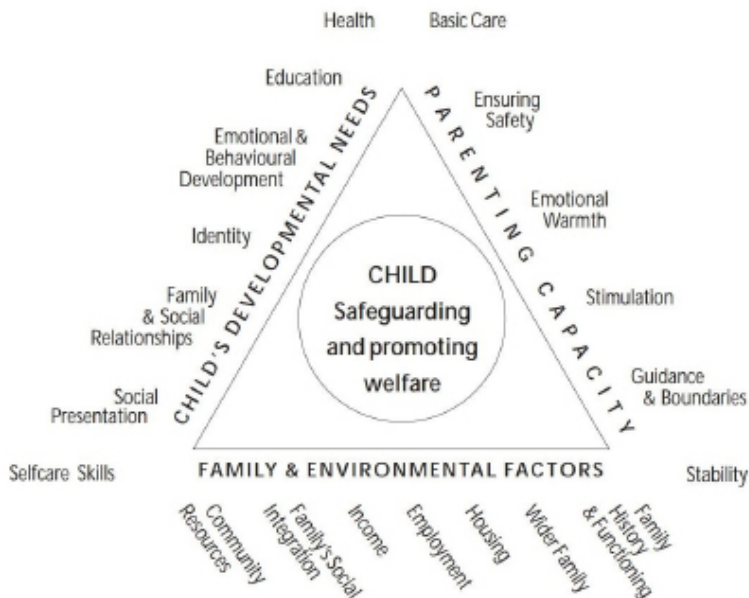 Health
Basic Care
Education
Ensuring
Safety
Emotional &
Behavioural
Development
Emotional
Warmth
Identity
Stimulation
Family
& Social
Relationships
Guidance
& Boundaries
Social
Presentation
Selfcare Skills
Stability
CHILD'S DEVELOPMENTAL NEEDS
PARENTING CAPACITY
CHILD
Safeguarding
and promoting
welfare
FAMILY & ENVIRONMENTAL FACTORS
Community
Resources
Family's Social
Integration
Income
Employment
Housing
Wider Family
Family
History
& Functioning